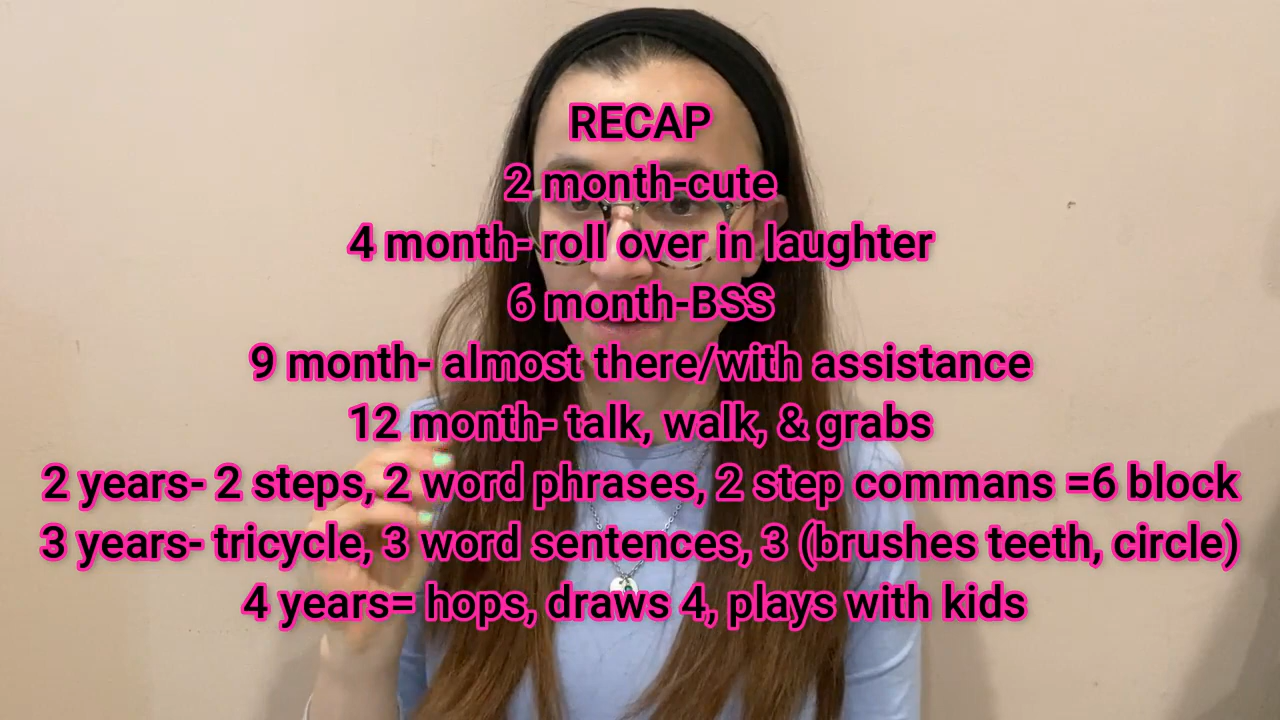 RECAP
2 month-cute
4 month- roll over in laughter
6 month-BSS
9 month- almost there/with assistance
12 month- talk, walk, & grabs
2 years- 2 steps, 2 word phrases, 2 step commans =6 block
3 years- tricycle, 3 word sentences, 3 (brushes teeth, circle)
4 years= hops, draws 4, plays with kids